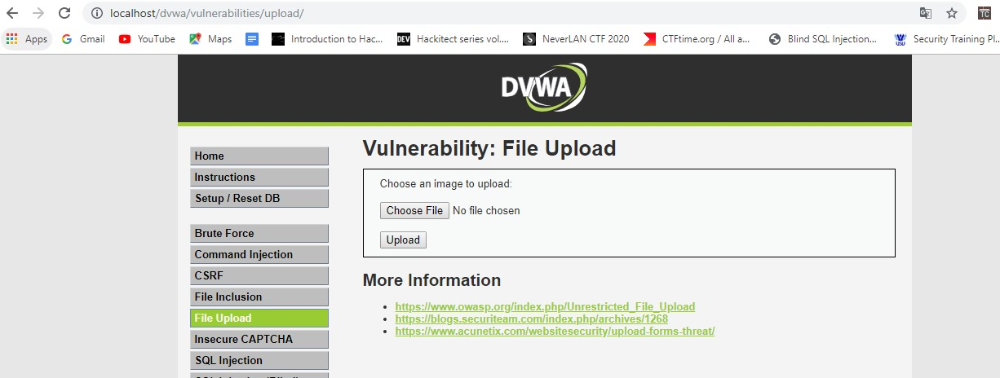 localhost/dvwa/vulnerabilities/upload/
Apps Gmail YouTube Maps Introduction to Hac... DEV Hackitect series vol.... NeverLAN CTF 2020 CTFtime.org / All a... Blind SQL Injection... USU Security Training Pl...
TC
DVWA
Vulnerability: File Upload
Home
Instructions
Setup / Reset DB
Brute Force
Command Injection
CSRF
File Inclusion
File Upload
Insecure CAPTCHA
SQL Injection
Choose an image to upload:
Choose File No file chosen
Upload
More Information
https://www.owasp.org/index.php/Unrestricted_File_Upload
https://blogs.securiteam.com/index.php/archives/1268
https://www.acunetix.com/websitesecurity/upload-forms-threat/